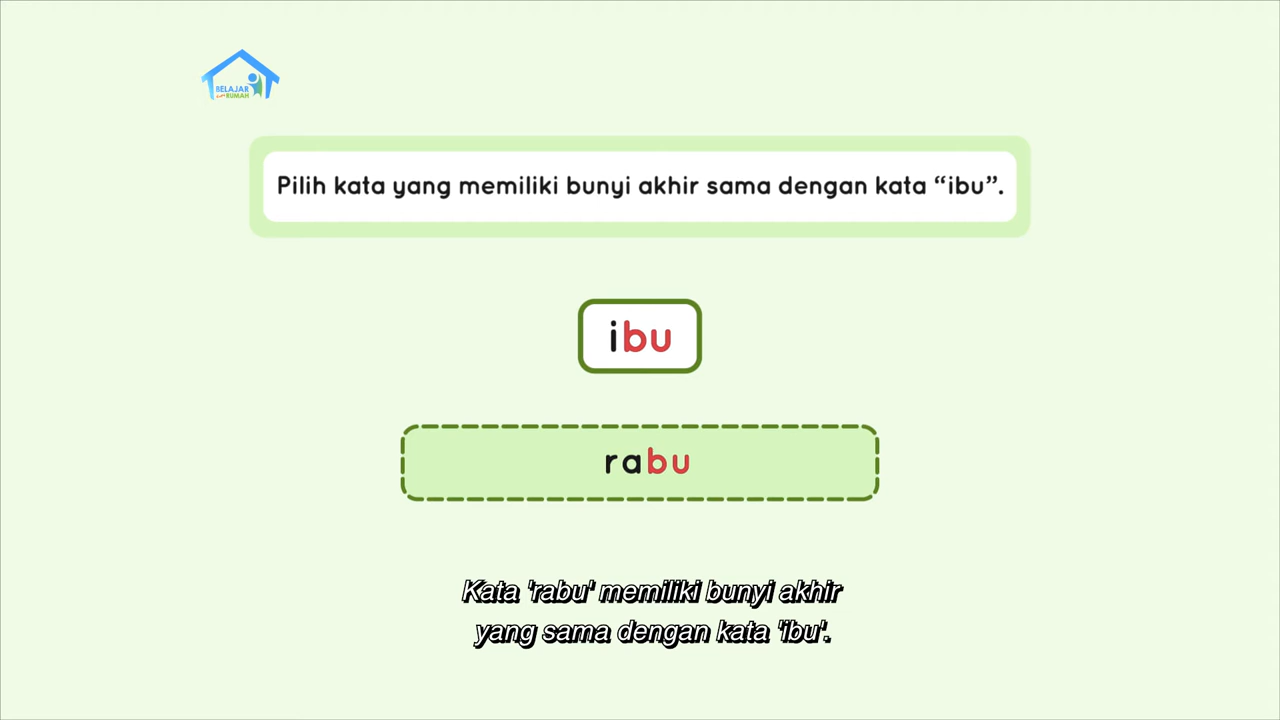 BELAJAR
dari RUMAH
Pilih kata yang memiliki bunyi akhir sama dengan kata “ibu”.
ibu
rabu
Kata 'rabu' memiliki bunyi akhir
yang sama dengan kata 'ibu'.